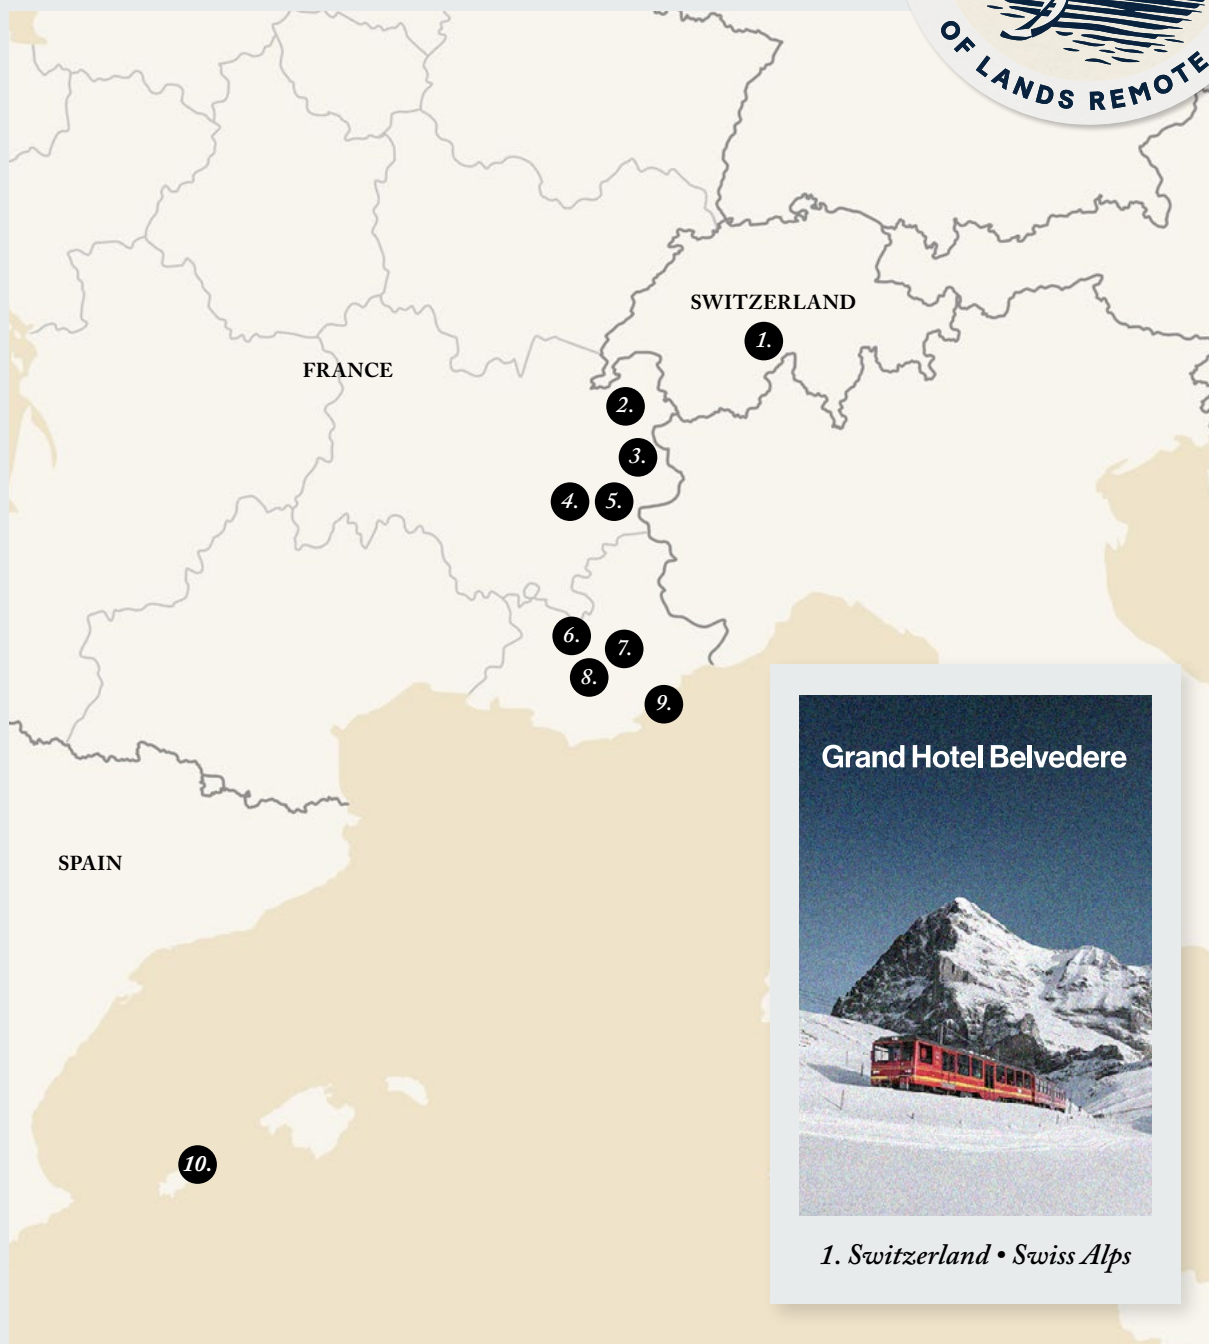 OF LANDS REMOTE
SWITZERLAND
1.
FRANCE
2.
3.
4. 5.
6.
7.
8.
9.
Grand Hotel Belvedere
SPAIN
10.
1. Switzerland • Swiss Alps